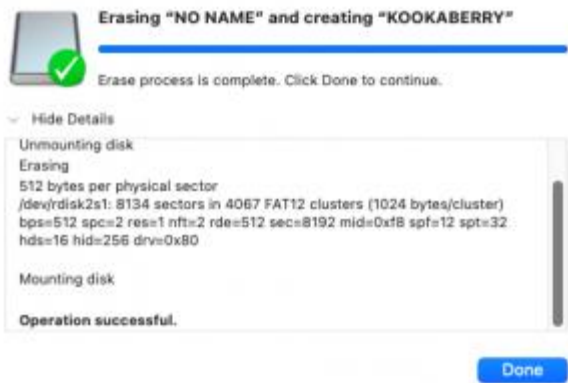 Erasing “NO NAME” and creating “KOOKABERRY”
Erase process is complete. Click Done to continue.
Hide Details
Unmounting disk
Erasing
512 bytes per physical sector
/dev/rdisk2s1: 8134 sectors in 4067 FAT12 clusters (1024 bytes/cluster)
bps=512 spc=2 res=1 nft=2 rde=512 sec=8192 mid=0xf8 spf=12 spt=32
hds=16 hid=256 drv=0x80
Mounting disk
Operation successful.
Done